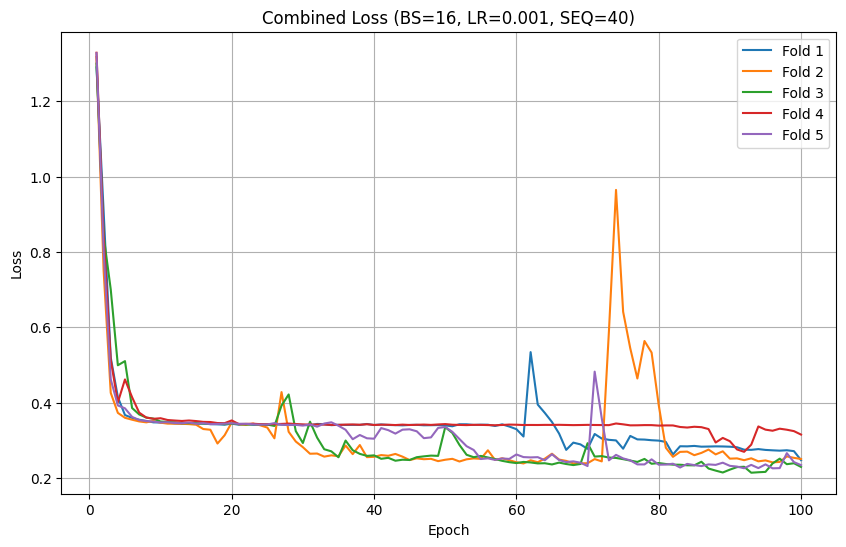 Combined Loss (BS=16, LR=0.001, SEQ=40)
Fold 1
Fold 2
Fold 3
Fold 4
Fold 5
Loss
1.2
1.0
0.8
0.6
0.4
0.2
0
20
40
60
80
100
Epoch